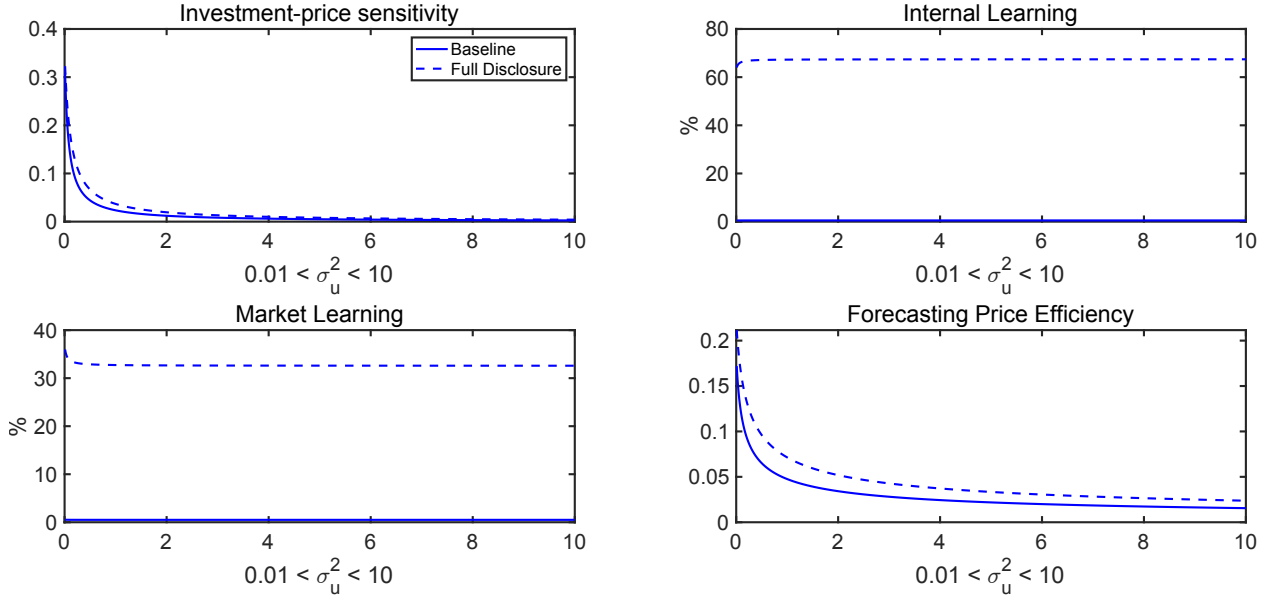 Investment-price sensitivity
0.4
0.3
0.2
0.1
0
0 2 4 6 8 10
0.01 < σ_u^2 < 10
Baseline
Full Disclosure
Internal Learning
80
60
40
20
0
%
0 2 4 6 8 10
0.01 < σ_u^2 < 10
Market Learning
40
30
20
10
0
%
0 2 4 6 8 10
0.01 < σ_u^2 < 10
Forecasting Price Efficiency
0.2
0.15
0.1
0.05
0
0 2 4 6 8 10
0.01 < σ_u^2 < 10